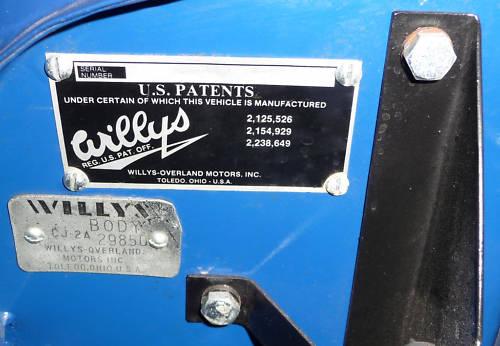 SERIAL
NUMBER
U.S. PATENTS
UNDER CERTAIN OF WHICH THIS VEHICLE IS MANUFACTURED
Willys
REG. U.S. PAT. OFF.
2,125,526
2,154,929
2,238,649
WILLYS-OVERLAND MOTORS, INC.
TOLEDO, OHIO - U.S.A.
WILLYS
BODY
CJ-2A 2985
WILLYS-OVERLAND
MOTORS INC
TOLEDO, OHIO U.S.A.